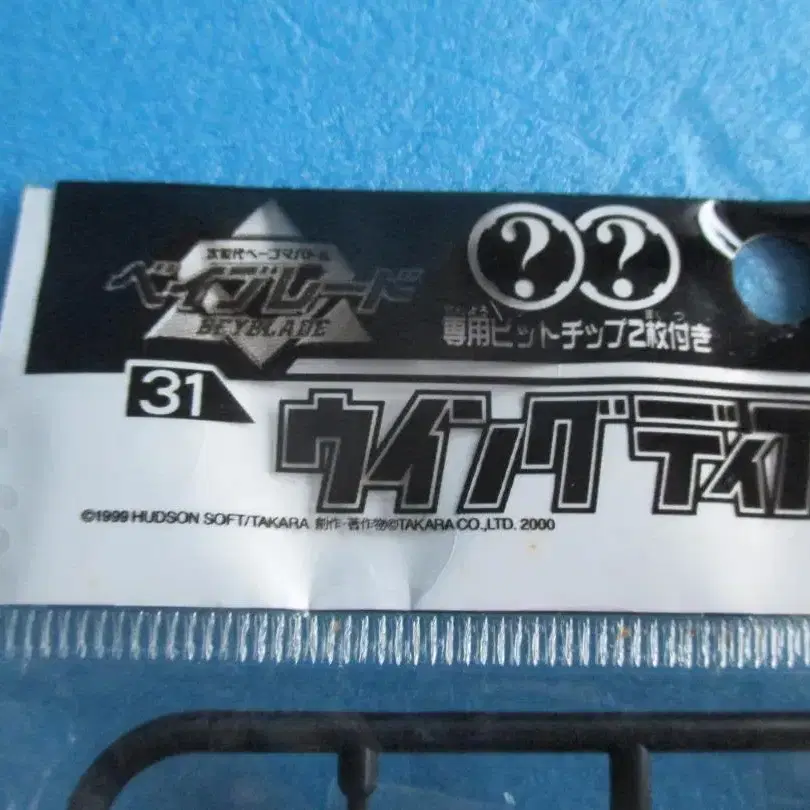 次世代ベーゴマバトル
ベイブレード
BEYBLADE
? ?
専用ビットチップ2枚付き
31
ウイングディ
©1999 HUDSON SOFT/TAKARA 創作・著作物©TAKARA CO.,LTD. 2000